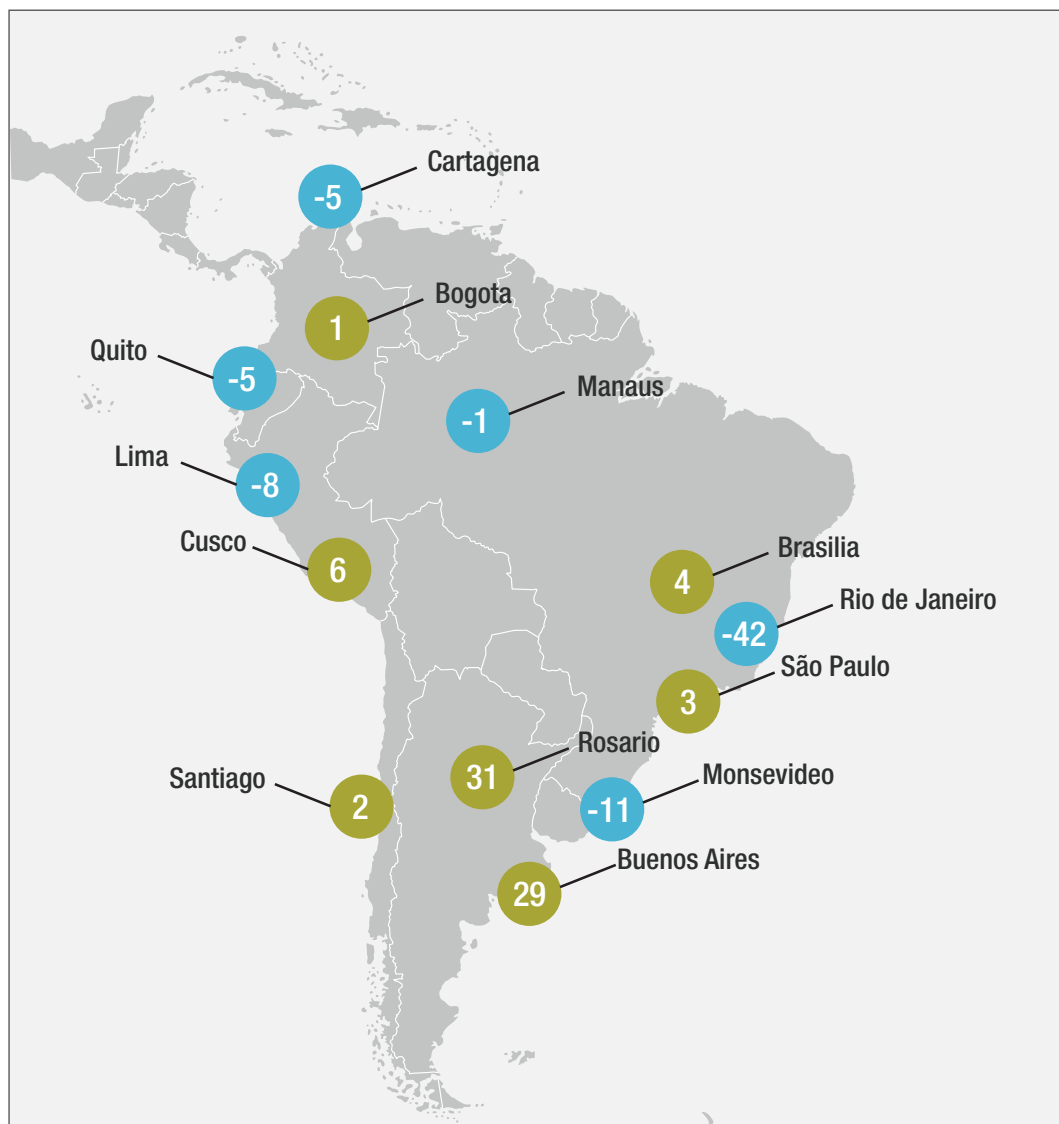 Cartagena
-5
Bogota
1
Quito
-5
Manaus
-1
Lima
-8
Cusco
6
Brasilia
4
Rio de Janeiro
-42
São Paulo
3
Rosario
31
Santiago
2
Monsevideo
-11
Buenos Aires
29